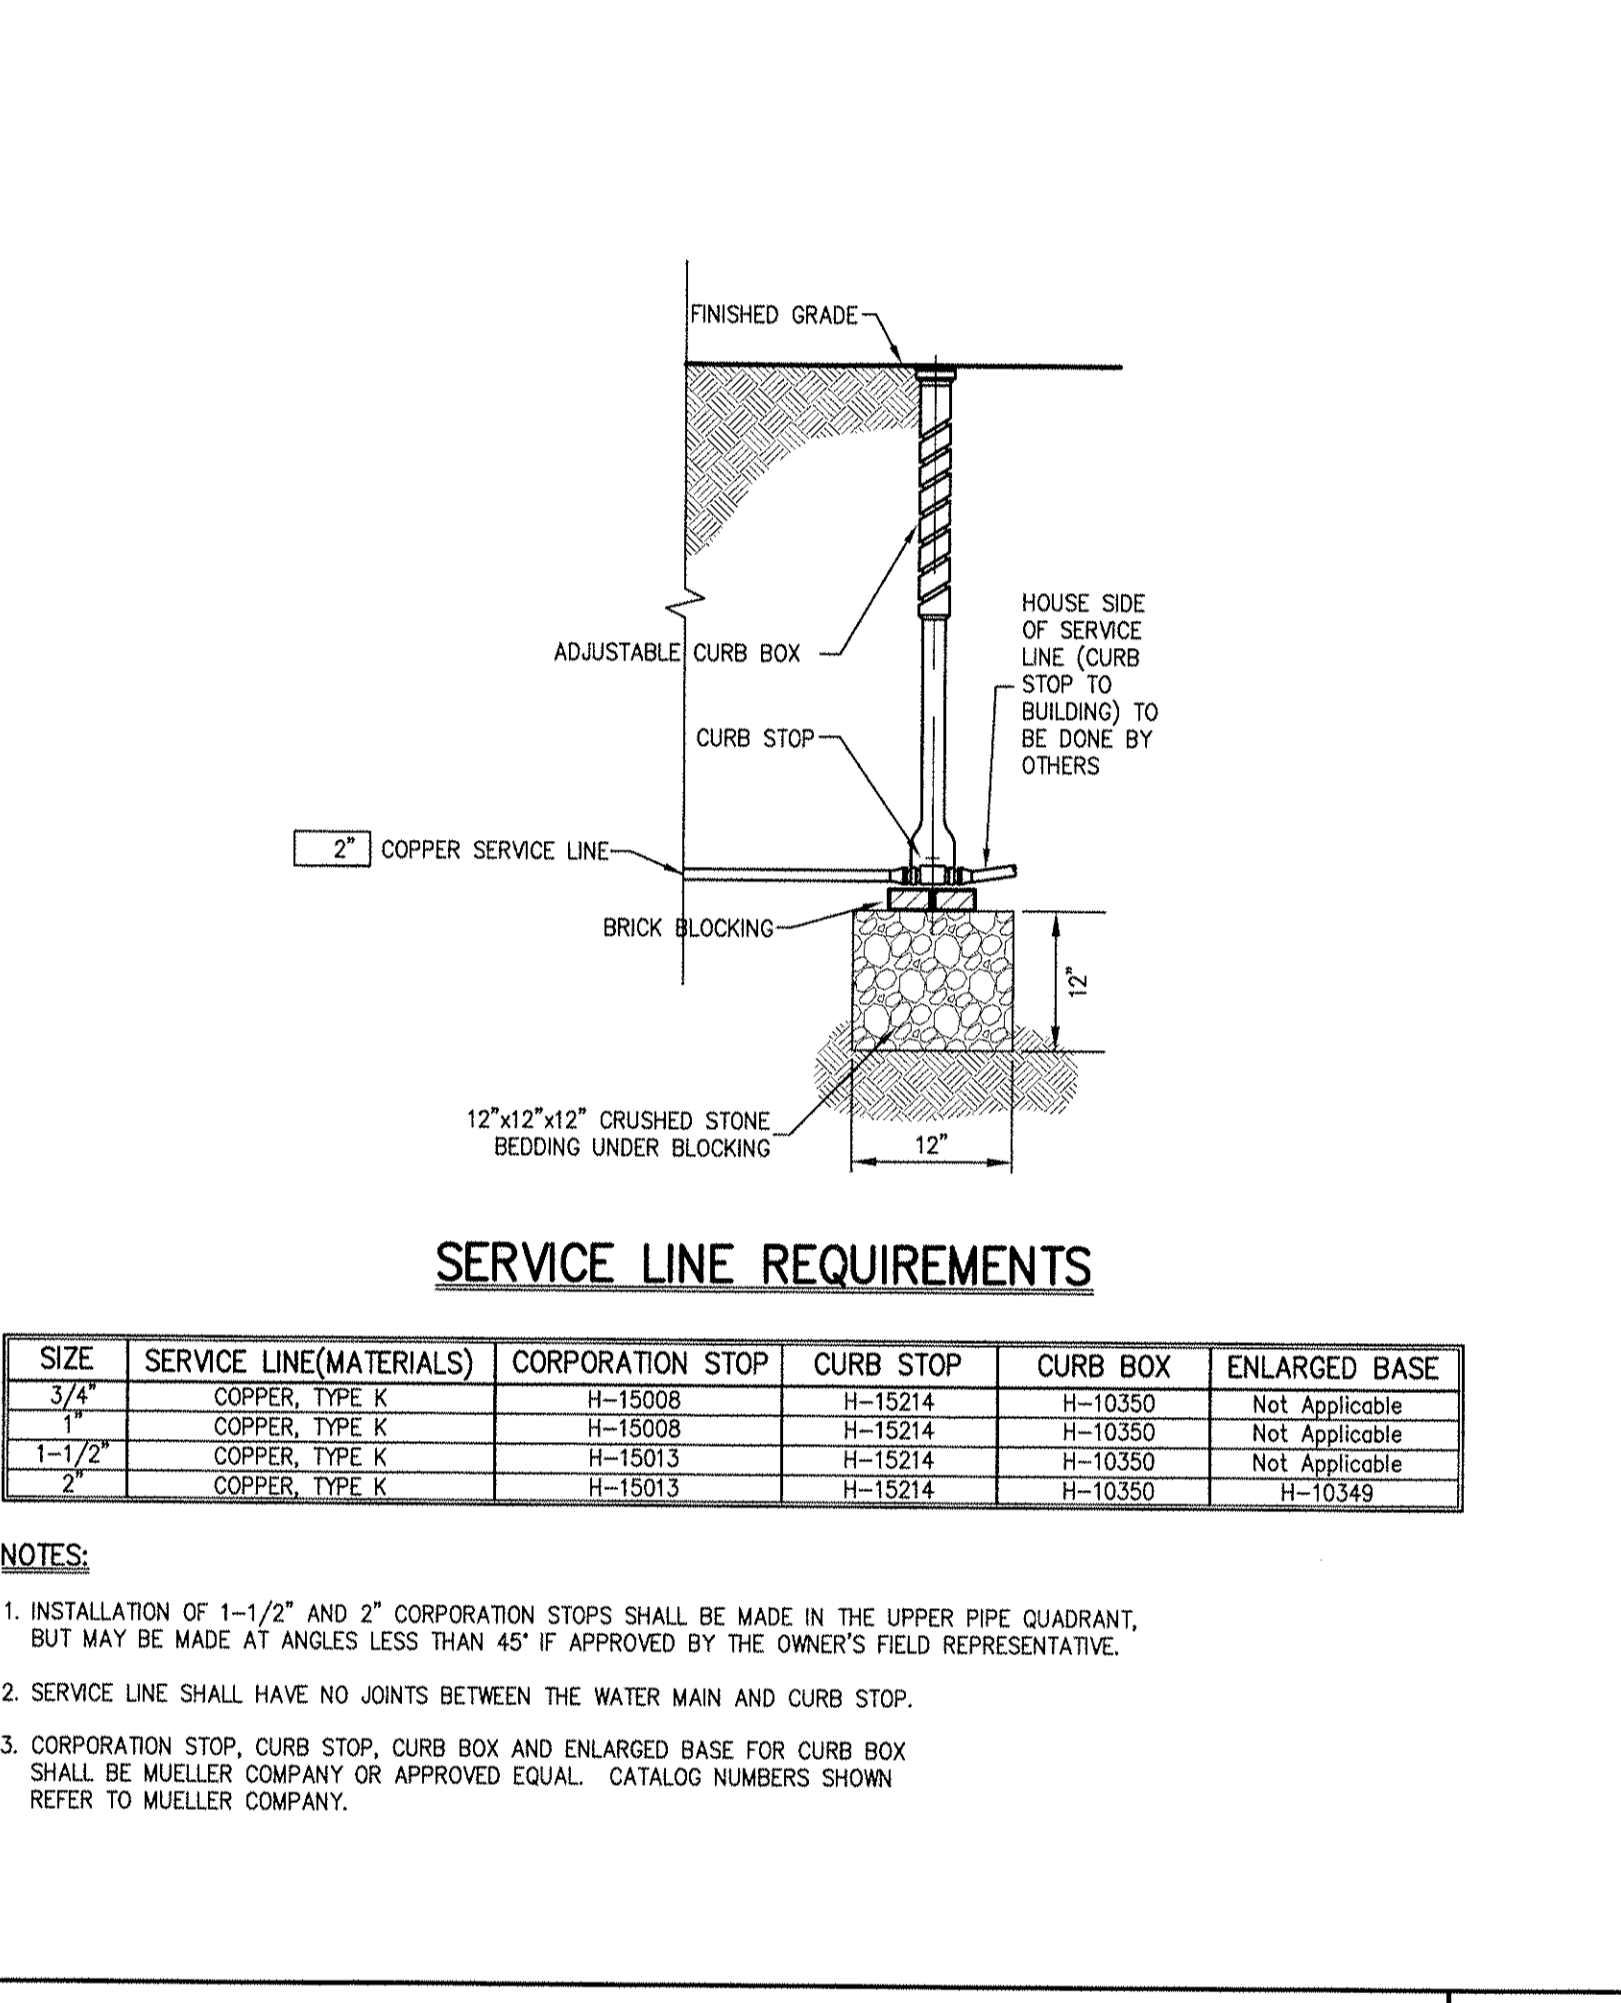 FINISHED GRADE
ADJUSTABLE CURB BOX
HOUSE SIDE
OF SERVICE
LINE (CURB
STOP TO
BUILDING) TO
BE DONE BY
OTHERS
CURB STOP
2" COPPER SERVICE LINE
BRICK BLOCKING
12"
12"x12"x12" CRUSHED STONE
BEDDING UNDER BLOCKING
12"
SERVICE LINE REQUIREMENTS
SIZE SERVICE LINE(MATERIALS) CORPORATION STOP CURB STOP CURB BOX ENLARGED BASE
3/4" COPPER, TYPE K H-15008 H-15214 H-10350 Not Applicable
1" COPPER, TYPE K H-15008 H-15214 H-10350 Not Applicable
1-1/2" COPPER, TYPE K H-15013 H-15214 H-10350 Not Applicable
2" COPPER, TYPE K H-15013 H-15214 H-10350 H-10349
NOTES:
1. INSTALLATION OF 1-1/2" AND 2" CORPORATION STOPS SHALL BE MADE IN THE UPPER PIPE QUADRANT,
BUT MAY BE MADE AT ANGLES LESS THAN 45° IF APPROVED BY THE OWNER'S FIELD REPRESENTATIVE.
2. SERVICE LINE SHALL HAVE NO JOINTS BETWEEN THE WATER MAIN AND CURB STOP.
3. CORPORATION STOP, CURB STOP, CURB BOX AND ENLARGED BASE FOR CURB BOX
SHALL BE MUELLER COMPANY OR APPROVED EQUAL. CATALOG NUMBERS SHOWN
REFER TO MUELLER COMPANY.